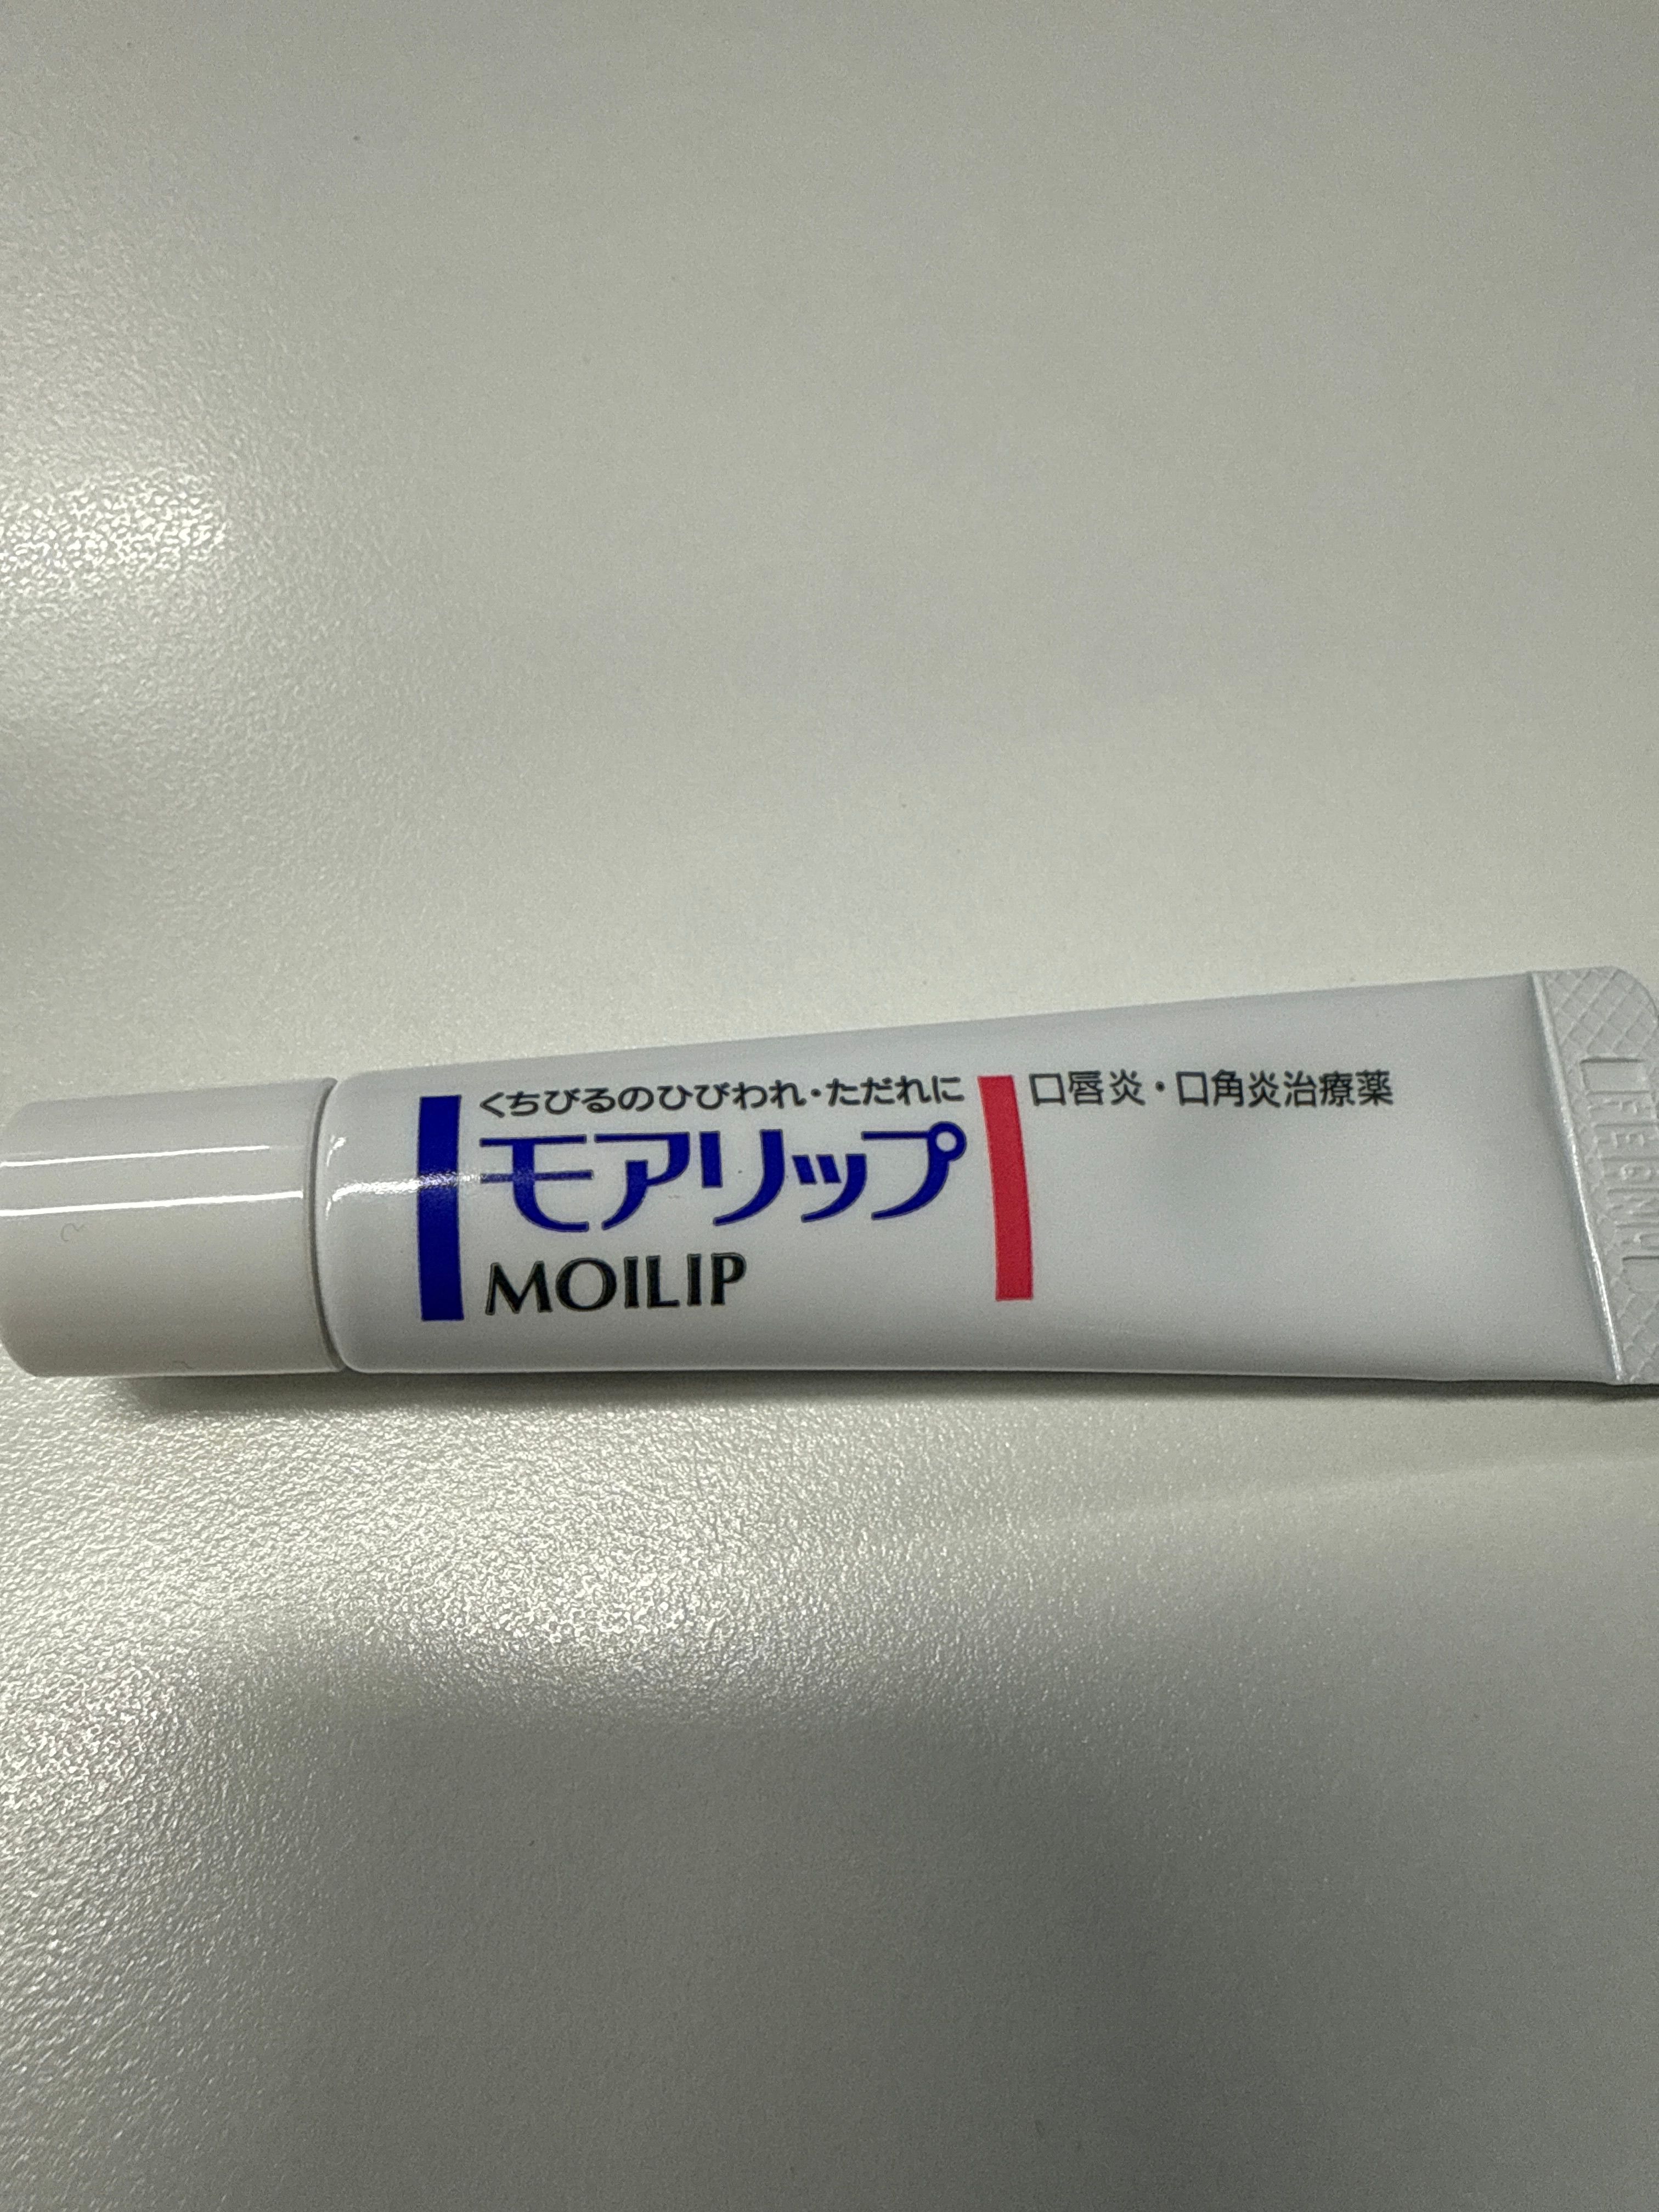 くちびるのひびわれ・ただれに
モアリップ
MOILIP
口唇炎・口角炎治療薬